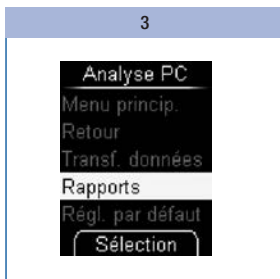 3
Analyse PC
Menu princip.
Retour
Transf. données
Rapports
Régl. par défaut
Sélection